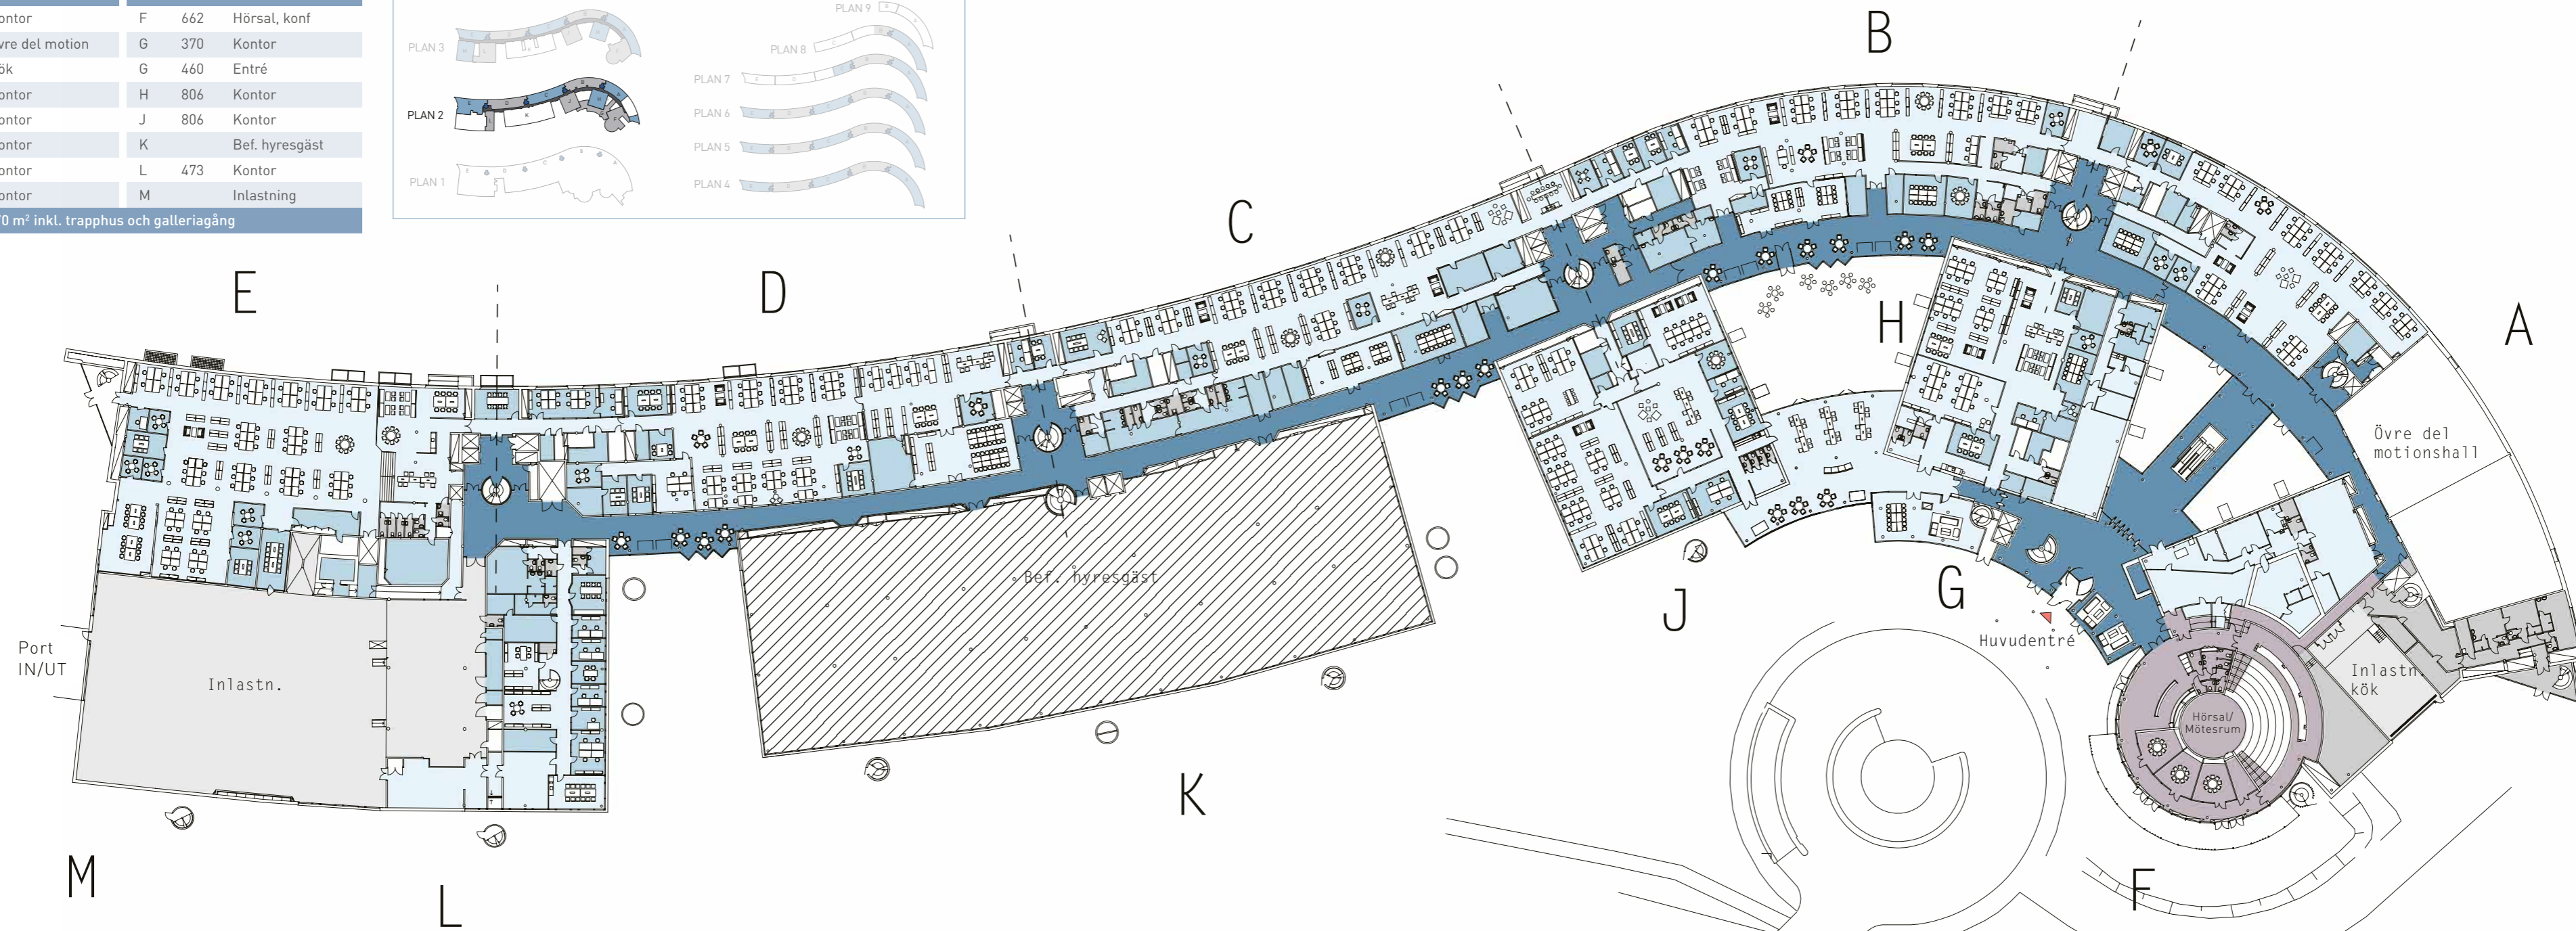 ontor F 662 Hörsal, konf
vre del motion G 370 Kontor
ök G 460 Entré
ontor H 806 Kontor
ontor J 806 Kontor
ontor K Bef. hyresgäst
ontor L 473 Kontor
ontor M Inlastning
70 m² inkl. trapphus och galleriagång
PLAN 3
PLAN 2
PLAN 1
PLAN 9
PLAN 8
PLAN 7
PLAN 6
PLAN 5
PLAN 4
B
C
E
D
H
A
Övre del
motionshall
Bef. hyresgäst
J
G
Huvudentré
Port
IN/UT
Inlastn.
Inlastn.
kök
Hörsal/
Mötesrum
K
M
L
F